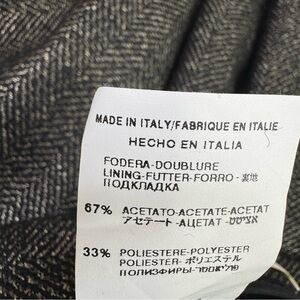 MADE IN ITALY/FABRIQUE EN ITALIE
HECHO EN ITALIA
FODERA-DOUBLURE
LINING-FUTTER-FORRO-裏地
ПОДКЛАДКА
67% ACETATO-ACETATE-ACETAT
アセテート-АЦЕТАТ-אצטט
33% POLIESTERE-POLYESTER
POLIESTER-ポリエステル
ПОЛИЭФИРЫ-פוליאסטר